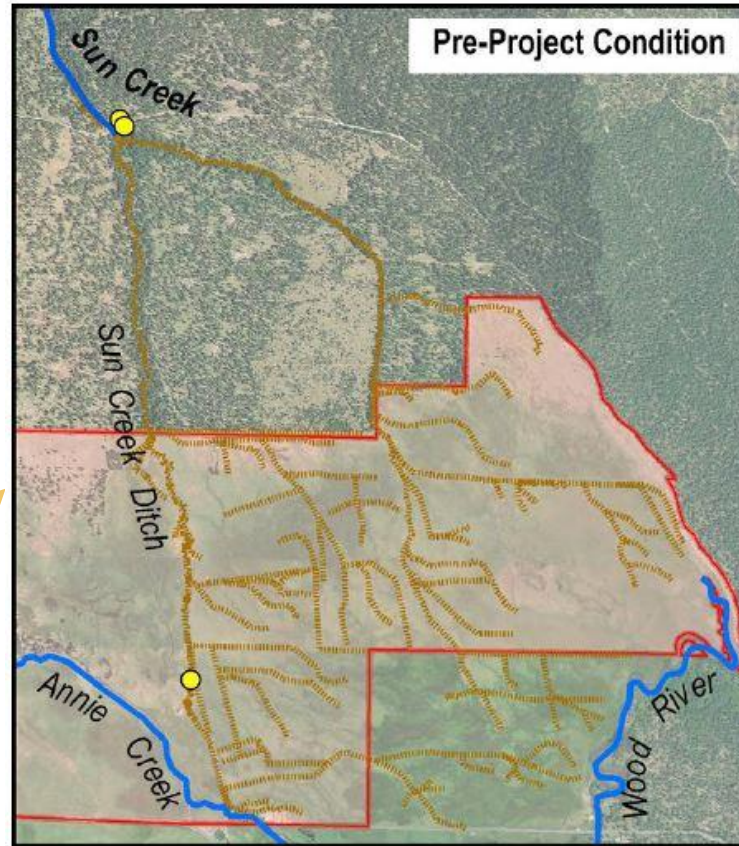 Pre-Project Condition
Sun Creek
Sun Creek Ditch
Annie Creek
Wood River